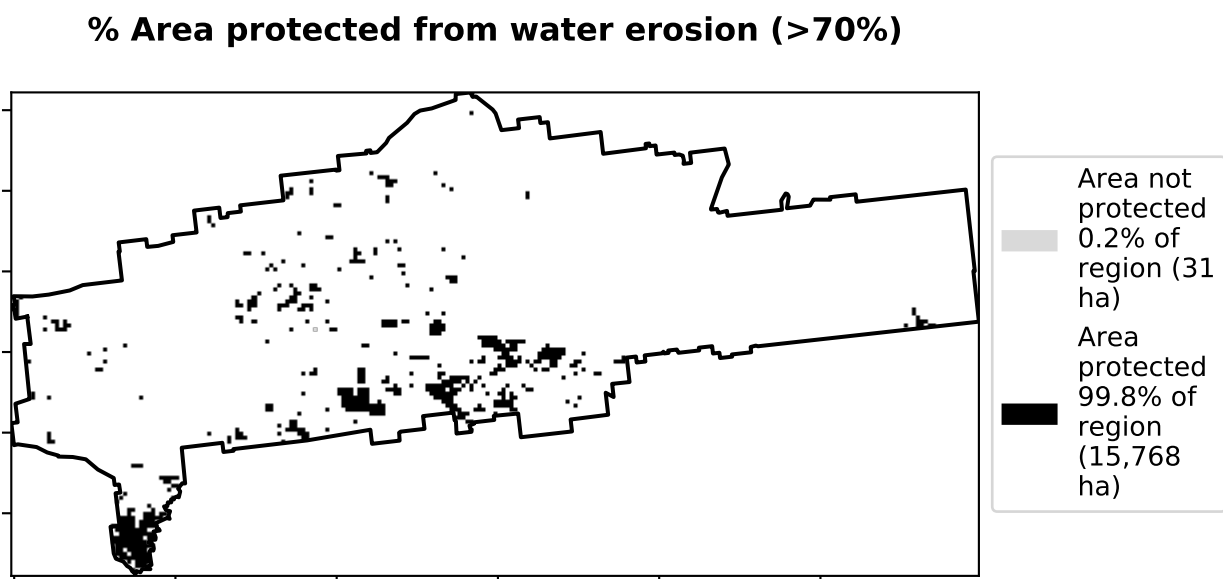 % Area protected from water erosion (>70%)
Area not
protected
0.2% of
region (31
ha)
Area
protected
99.8% of
region
(15,768
ha)